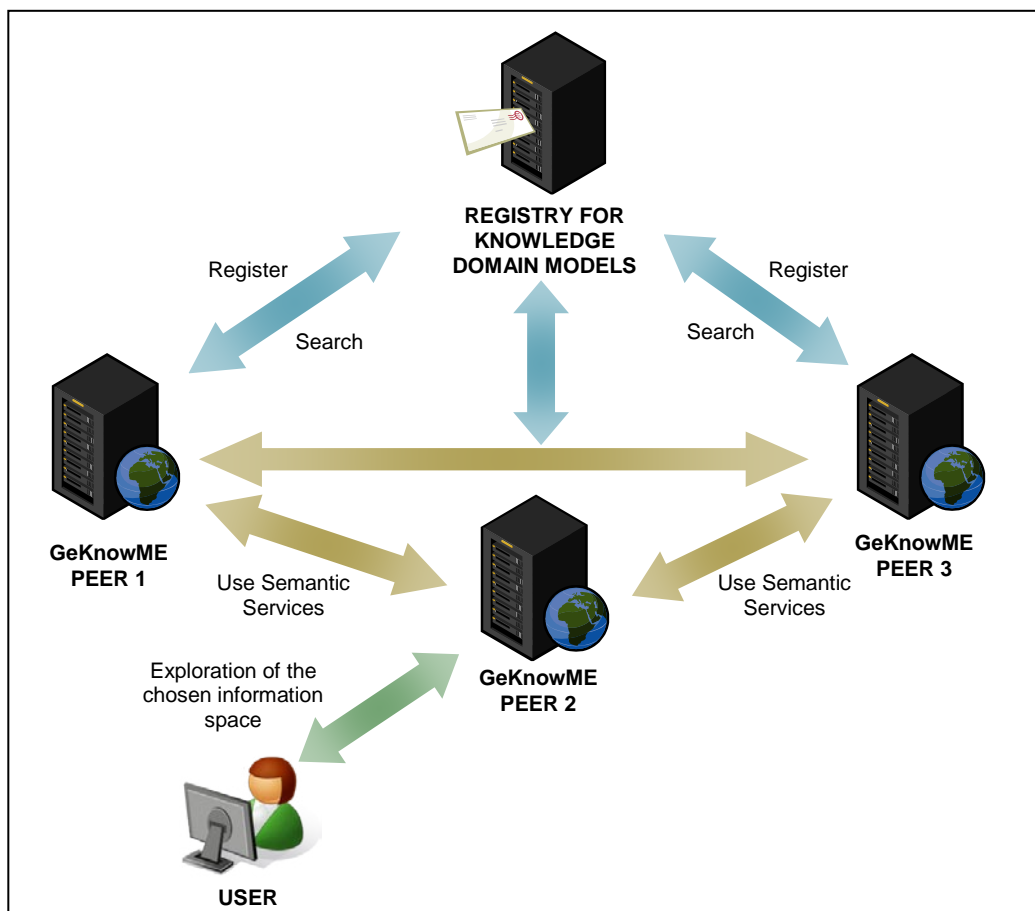 REGISTRY FOR
KNOWLEDGE
DOMAIN MODELS
Register
Search
Register
Search
GeKnowME
PEER 1
GeKnowME
PEER 3
Use Semantic
Services
Use Semantic
Services
GeKnowME
PEER 2
Exploration of the
chosen information
space
USER